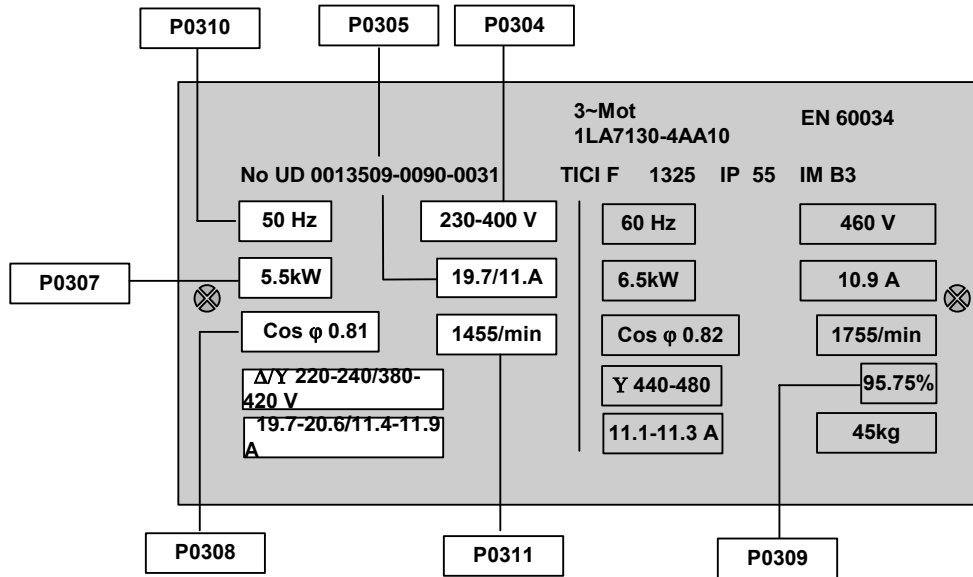 P0310 P0305 P0304
3~Mot
1LA7130-4AA10
EN 60034
No UD 0013509-0090-0031 TICI F 1325 IP 55 IM B3
50 Hz 230-400 V 60 Hz 460 V
P0307
5.5kW 19.7/11.A 6.5kW 10.9 A
Cos φ 0.81 1455/min Cos φ 0.82 1755/min
Δ/Y 220-240/380-
420 V
Y 440-480 95.75%
19.7-20.6/11.4-11.9
A
11.1-11.3 A 45kg
P0308 P0311 P0309